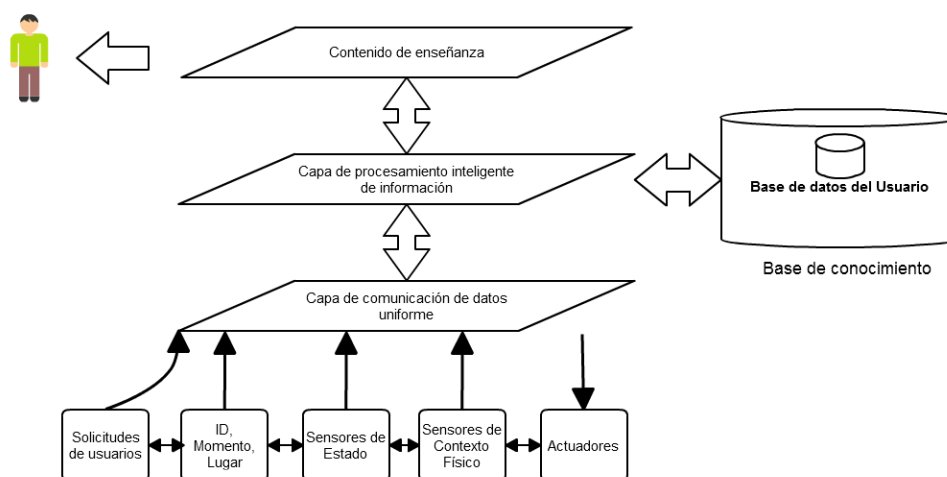 Contenido de enseñanza
Capa de procesamiento inteligente
de información
Base de datos del Usuario
Base de conocimiento
Capa de comunicación de datos
uniforme
Solicitudes
de usuarios
ID,
Momento,
Lugar
Sensores de
Estado
Sensores de
Contexto
Físico
Actuadores